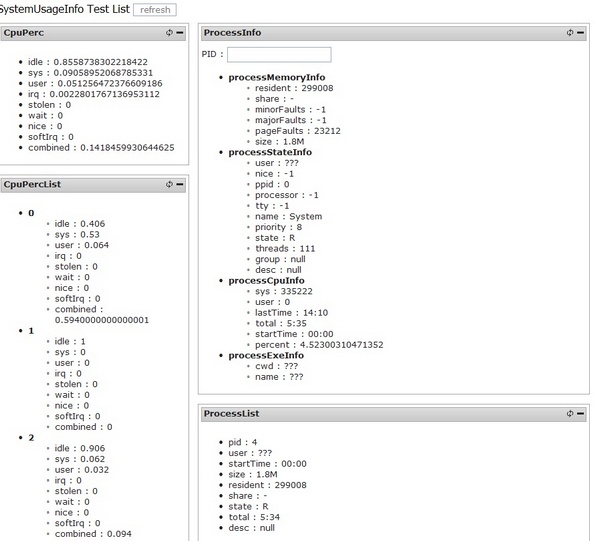 SystemUsageInfo Test List refresh
CpuPerc
idle : 0.8558738302218422
sys : 0.09058952068785331
user : 0.051256472376609186
irq : 0.0022801767136953112
stolen : 0
wait : 0
nice : 0
softIrq : 0
combined : 0.1418459930644625
CpuPercList
0
idle : 0.406
sys : 0.53
user : 0.064
irq : 0
stolen : 0
wait : 0
nice : 0
softIrq : 0
combined :
0.5940000000000001
1
idle : 1
sys : 0
user : 0
irq : 0
stolen : 0
wait : 0
nice : 0
softIrq : 0
combined : 0
2
idle : 0.906
sys : 0.062
user : 0.032
irq : 0
stolen : 0
wait : 0
nice : 0
softIrq : 0
combined : 0.094
ProcessInfo
PID :
processMemoryInfo
resident : 299008
share : -
minorFaults : -1
majorFaults : -1
pageFaults : 23212
size : 1.8M
processStateInfo
user : ???
nice : -1
ppid : 0
processor : -1
tty : -1
name : System
priority : 8
state : R
threads : 111
group : null
desc : null
processCpuInfo
sys : 335222
user : 0
lastTime : 14:10
total : 5:35
startTime : 00:00
percent : 4.52300310471352
processExeInfo
cwd : ???
name : ???
ProcessList
pid : 4
user : ???
startTime : 00:00
size : 1.8M
resident : 299008
share : -
state : R
total : 5:34
desc : null